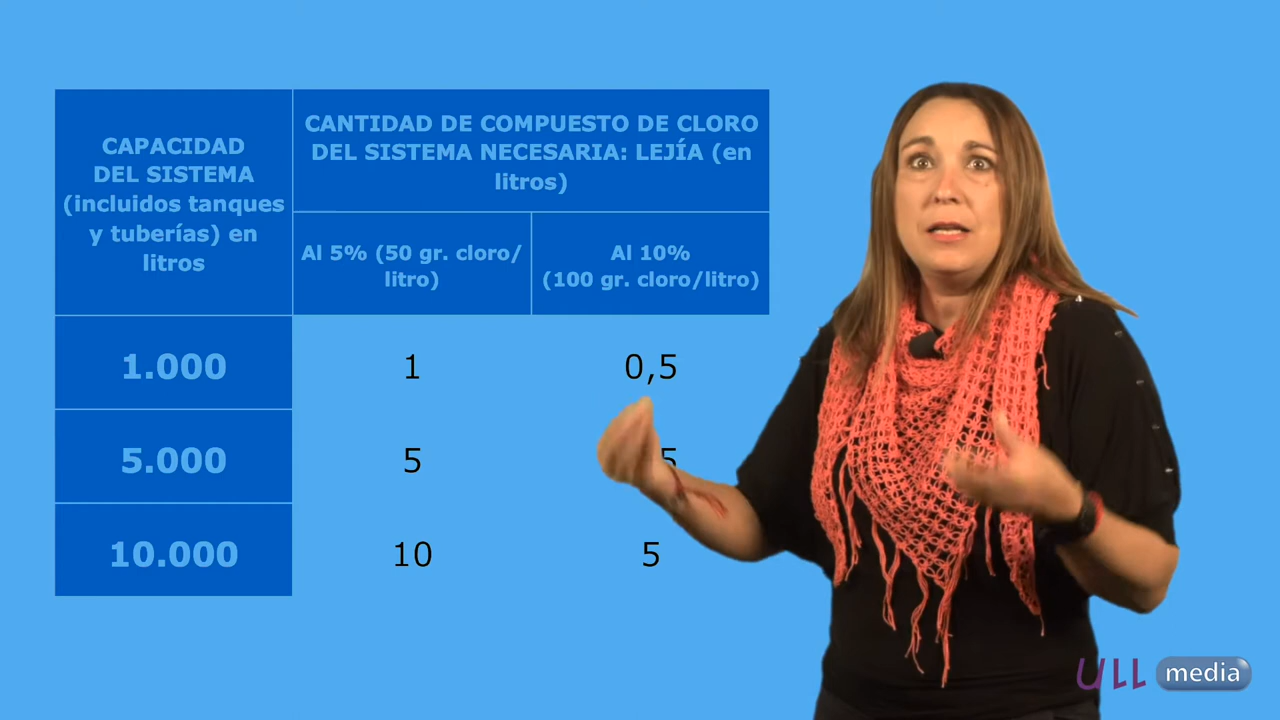 CAPACIDAD
DEL SISTEMA
(incluidos tanques
y tuberías) en
litros
CANTIDAD DE COMPUESTO DE CLORO
DEL SISTEMA NECESARIA: LEJÍA (en
litros)
Al 5% (50 gr. cloro/
litro)
Al 10%
(100 gr. cloro/litro)
1.000
1
0,5
5.000
5
10.000
10
5
ULL media